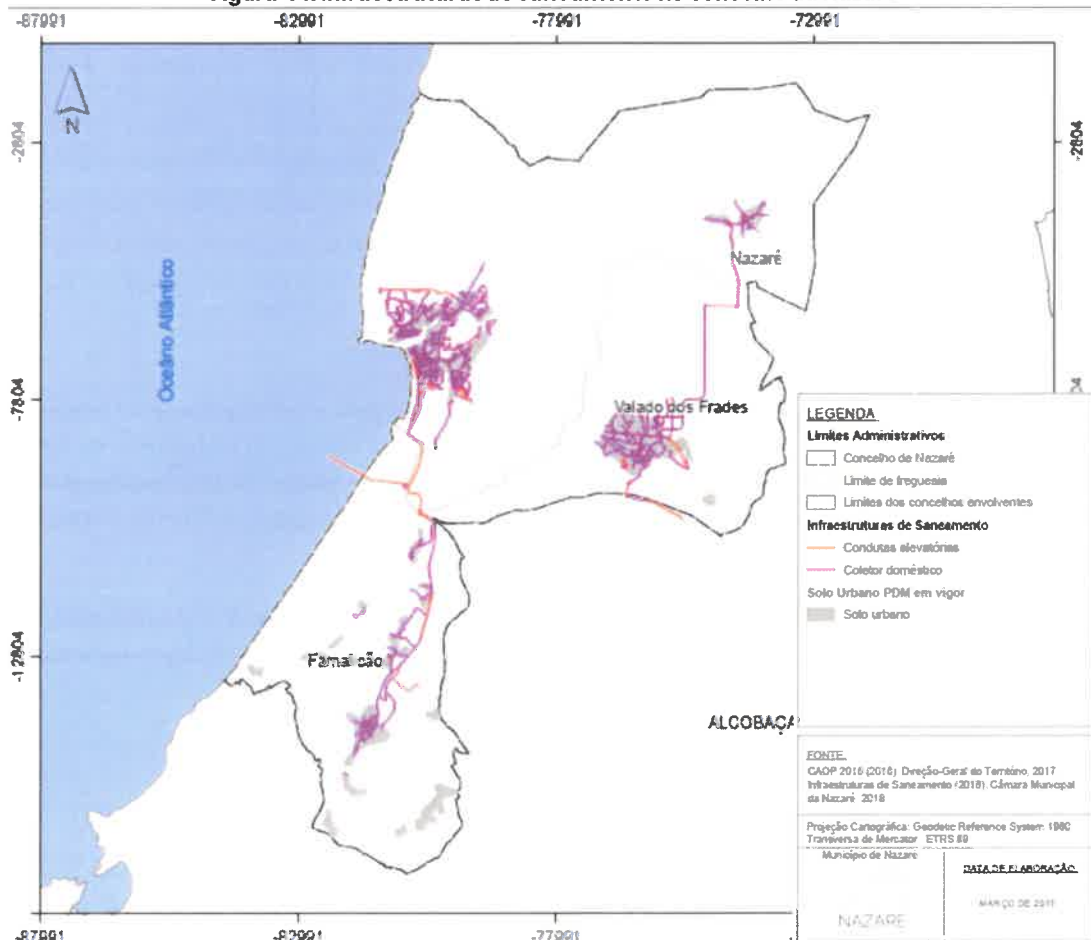 -87991 -82991 -77991 -72991
N
-2804 -2804
Oceâno Atlântico
Nazaré
-7804
Valado dos Frades
LEGENDA
Limites Administrativos
Concelho de Nazaré
Limite de freguesia
Limites dos concelhos envolventes
Infraestruturas de Saneamento
Condutas elevatórias
Coletor doméstico
Solo Urbano PDM em vigor
Solo urbano
-12804
Famalicão
ALCOBAÇA
FONTE:
CAOP 2016 (2016), Direção-Geral do Território, 2017
Infraestruturas de Saneamento (2018), Câmara Municipal
da Nazaré, 2018
Projeção Cartográfica: Geodetic Reference System 1980
Transversa de Mercator ETRS 89
Município de Nazaré
DATA DE ELABORAÇÃO:
MARÇO DE
NAZARÉ
-87991 -82991 -77991